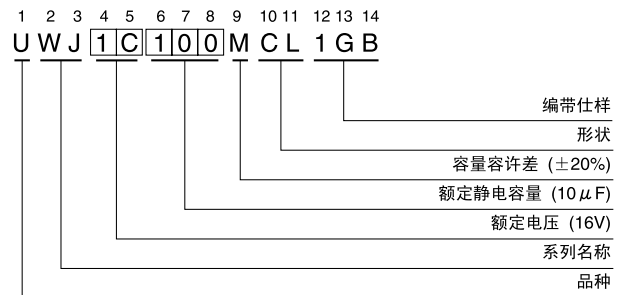 1 2 3 4 5 6 7 8 9 10 11 12 13 14
U W J 1 C 1 0 0 M C L 1 G B
编带仕样
形状
容量容许差 (±20%)
额定静电容量 (10μF)
额定电压 (16V)
系列名称
品种